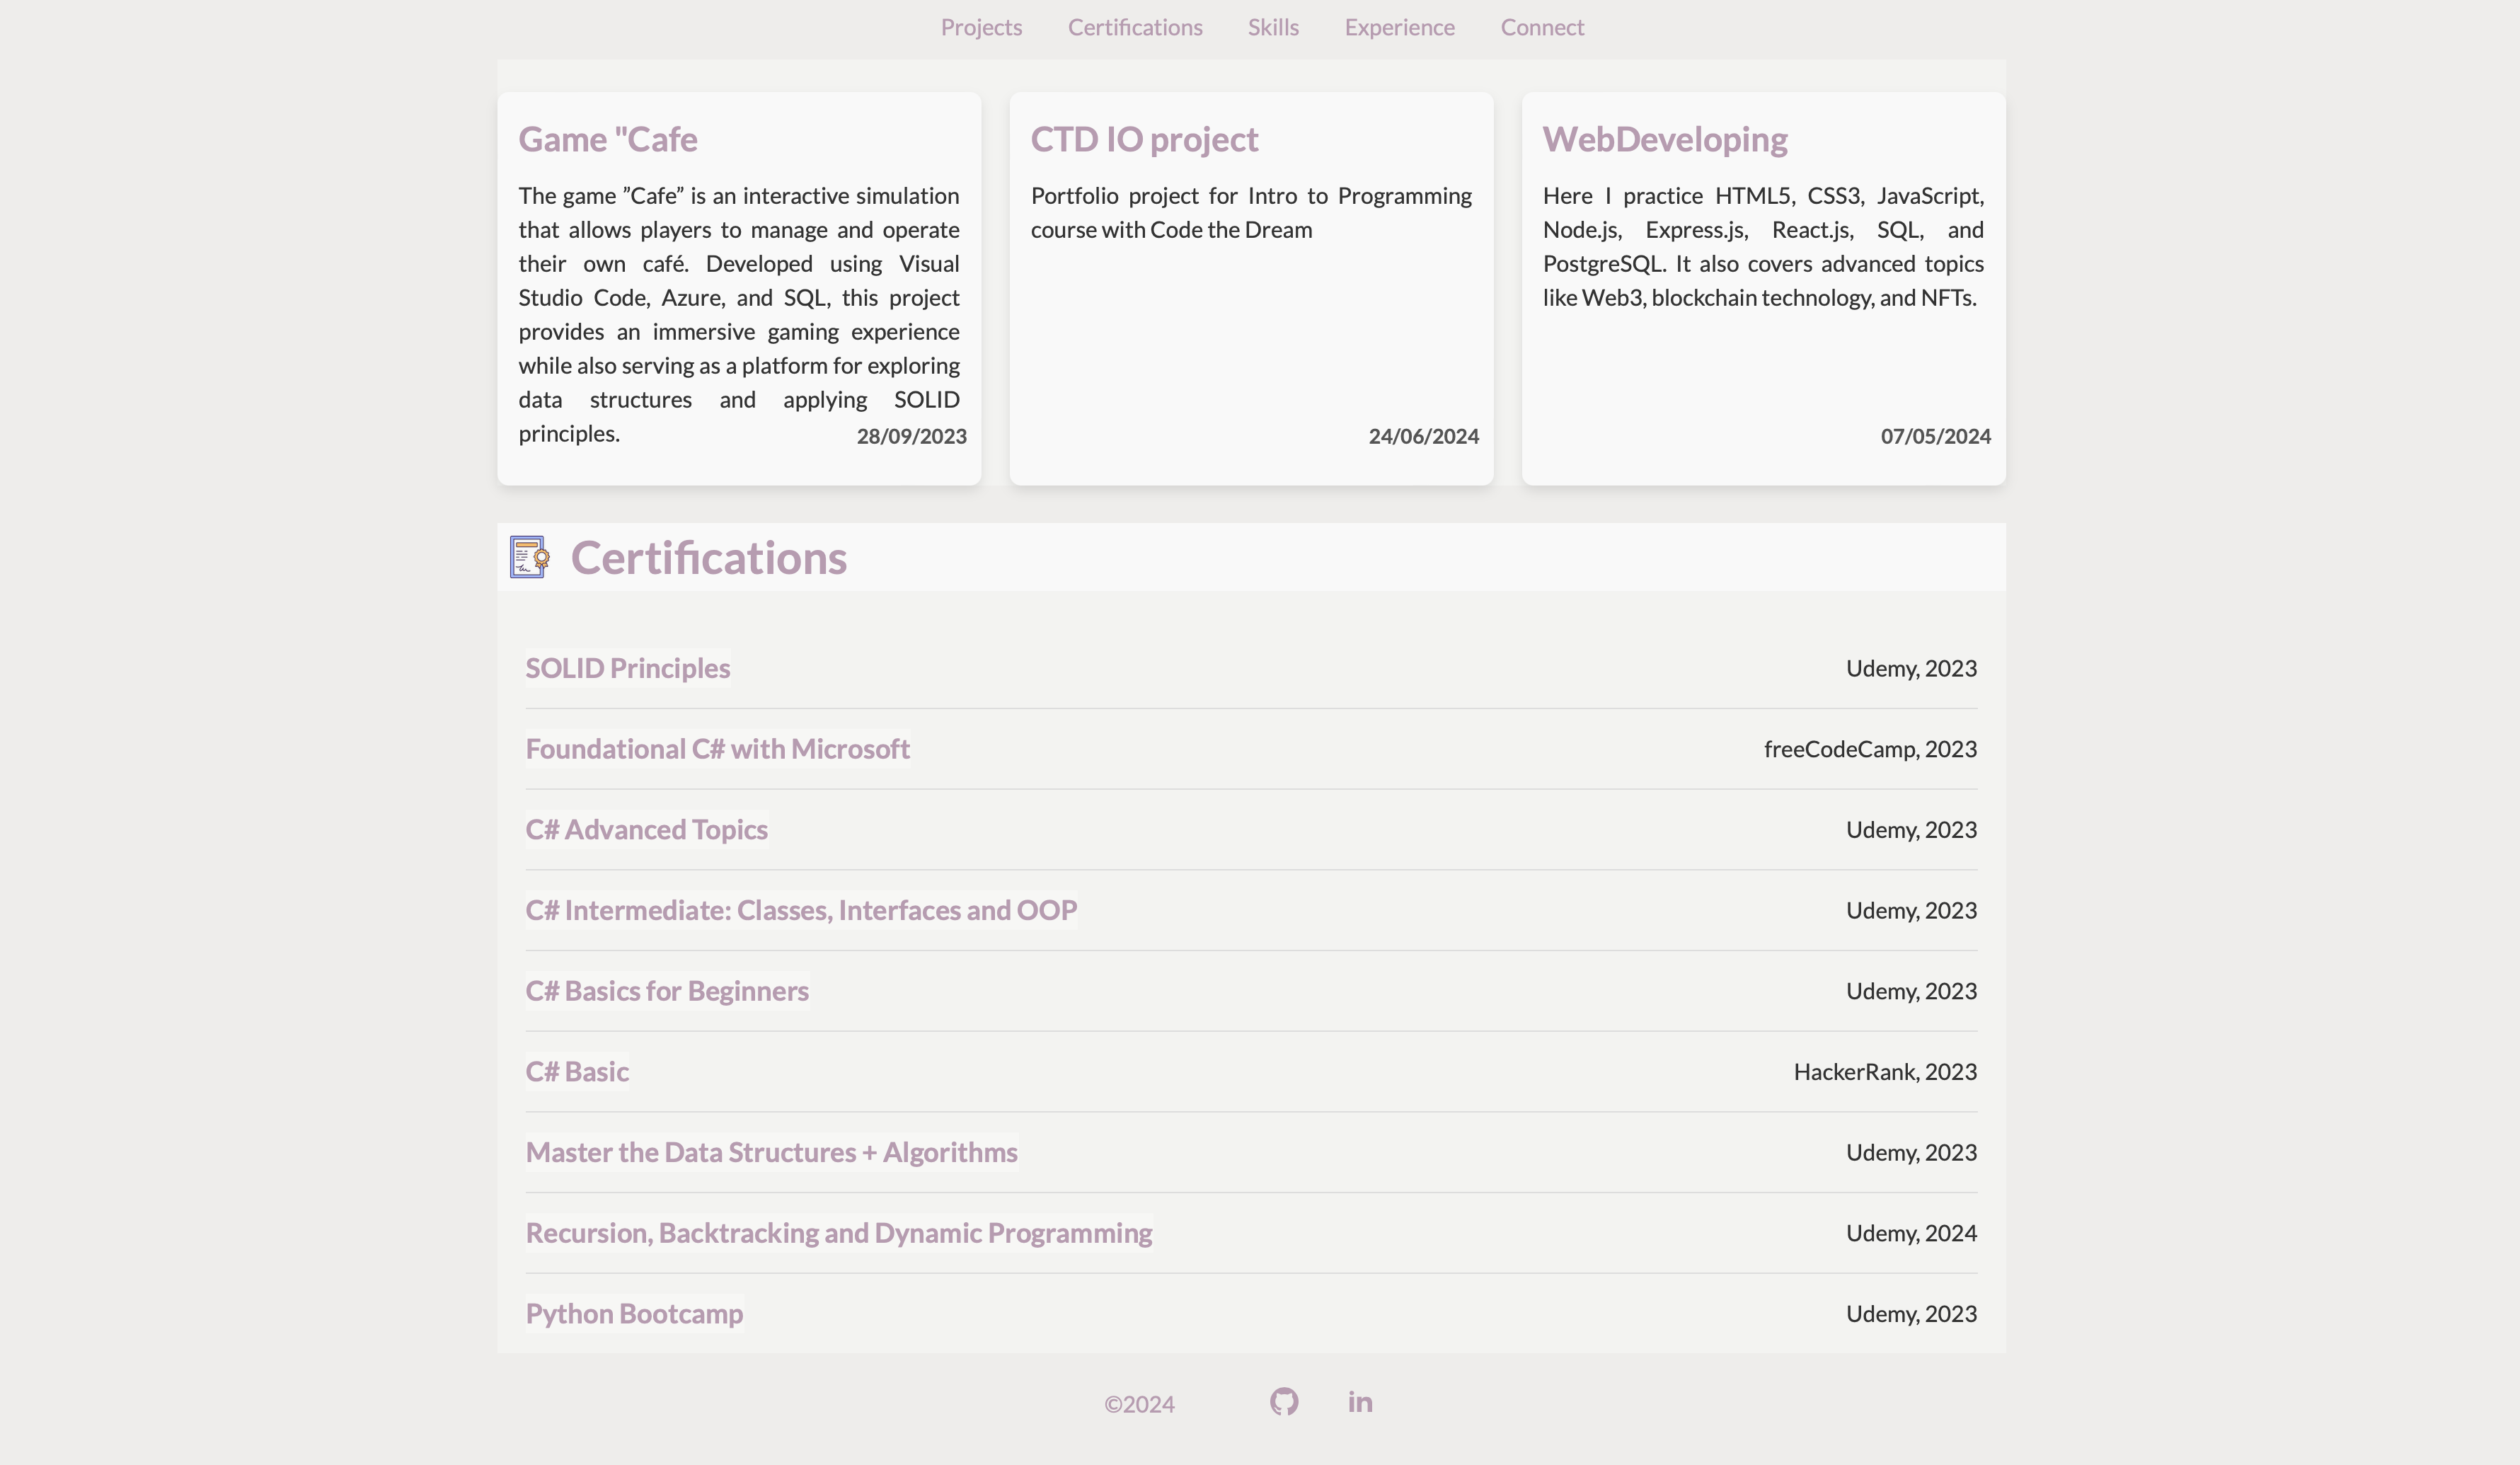 Projects Certifications Skills Experience Connect
Game "Cafe
The game ”Cafe” is an interactive simulation
that allows players to manage and operate
their own café. Developed using Visual
Studio Code, Azure, and SQL, this project
provides an immersive gaming experience
while also serving as a platform for exploring
data structures and applying SOLID
principles.
28/09/2023
CTD IO project
Portfolio project for Intro to Programming
course with Code the Dream
24/06/2024
WebDeveloping
Here I practice HTML5, CSS3, JavaScript,
Node.js, Express.js, React.js, SQL, and
PostgreSQL. It also covers advanced topics
like Web3, blockchain technology, and NFTs.
07/05/2024
Certifications
SOLID Principles Udemy, 2023
Foundational C# with Microsoft freeCodeCamp, 2023
C# Advanced Topics Udemy, 2023
C# Intermediate: Classes, Interfaces and OOP Udemy, 2023
C# Basics for Beginners Udemy, 2023
C# Basic HackerRank, 2023
Master the Data Structures + Algorithms Udemy, 2023
Recursion, Backtracking and Dynamic Programming Udemy, 2024
Python Bootcamp Udemy, 2023
©2024 in